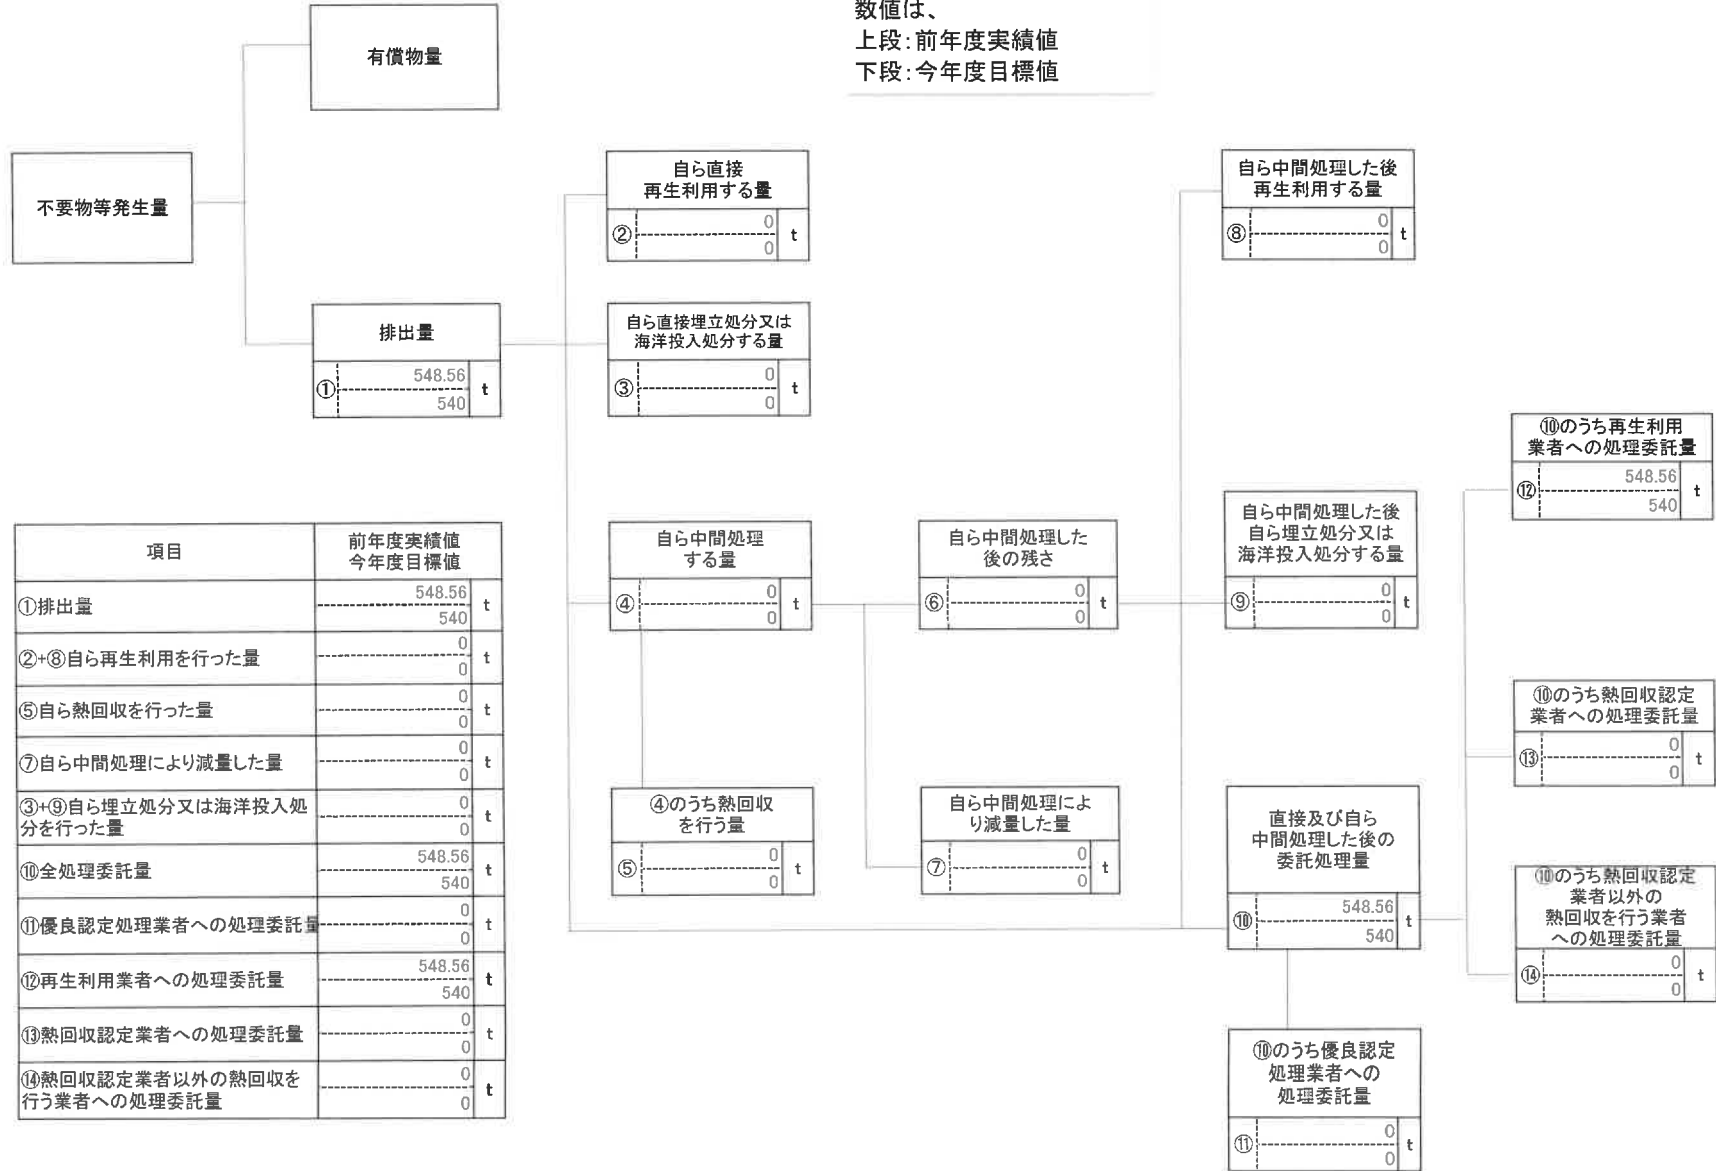 数値は、
上段：前年度実績値
下段：今年度目標値
有償物量
不要物等発生量
排出量
① 548.56 t
540
自ら直接
再生利用する量
② 0 t
0
自ら直接埋立処分又は
海洋投入処分する量
③ 0 t
0
自ら中間処理した後
再生利用する量
⑧ 0 t
0
自ら中間処理
する量
④ 0 t
0
自ら中間処理した
後の残さ
⑥ 0 t
0
自ら中間処理した後
自ら埋立処分又は
海洋投入処分する量
⑨ 0 t
0
⑩のうち再生利用
業者への処理委託量
⑫ 548.56 t
540
④のうち熱回収
を行う量
⑤ 0 t
0
自ら中間処理によ
り減量した量
⑦ 0 t
0
直接及び自ら
中間処理した後の
委託処理量
⑩ 548.56 t
540
⑩のうち熱回収認定
業者への処理委託量
⑬ 0 t
0
⑩のうち熱回収認定
業者以外の
熱回収を行う業者
への処理委託量
⑭ 0 t
0
⑩のうち優良認定
処理業者への
処理委託量
⑪ 0 t
0
項目
前年度実績値
今年度目標値
①排出量 548.56 t
540
②+⑧自ら再生利用を行った量 0 t
0
⑤自ら熱回収を行った量 0 t
0
⑦自ら中間処理により減量した量 0 t
0
③+⑨自ら埋立処分又は海洋投入処
分を行った量
0 t
0
⑩全処理委託量 548.56 t
540
⑪優良認定処理業者への処理委託量 0 t
0
⑫再生利用業者への処理委託量 548.56 t
540
⑬熱回収認定業者への処理委託量 0 t
0
⑭熱回収認定業者以外の熱回収を
行う業者への処理委託量
0 t
0